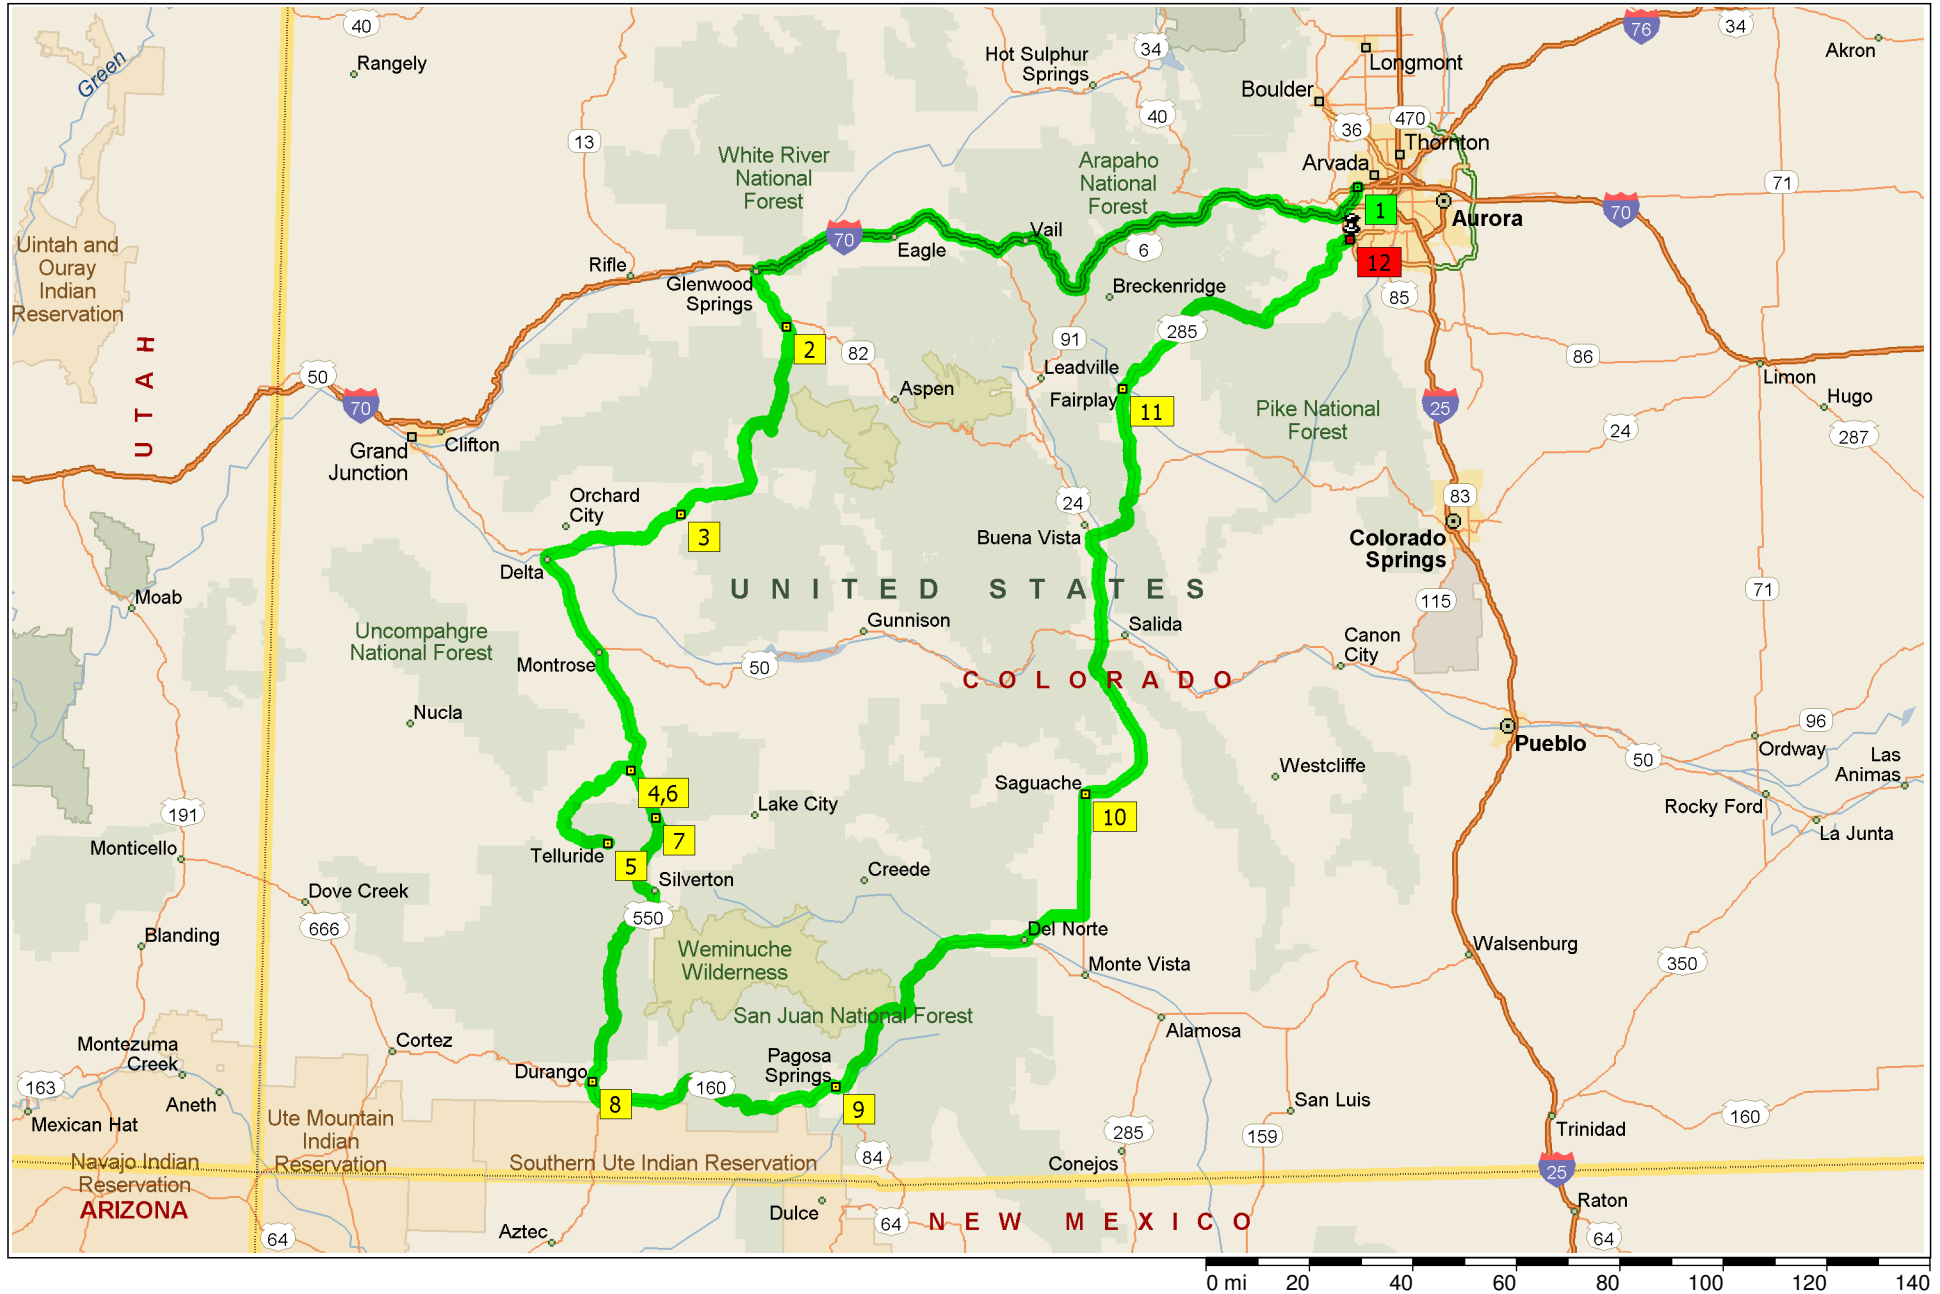 40
Rangely
Green
Hot Sulphur
Springs
34
76
34
Akron
Longmont
Boulder
40
36
470
Thornton
13
White River
National
Forest
Arapaho
National
Forest
Arvada
71
1
Aurora
70
Uintah and
Ouray
Indian
Reservation
70
Eagle
Vail
6
12
Rifle
Glenwood
Springs
Breckenridge
85
285
UTAH
2
82
91
86
50
70
Leadville
Aspen
Fairplay
11
Limon
Hugo
25
Pike National
Forest
24
287
Grand
Junction
Clifton
Orchard
City
24
83
3
Buena Vista
Colorado
Springs
Delta
Moab
UNITED STATES
71
115
Uncompahgre
National Forest
Gunnison
Salida
Canon
City
Montrose
50
COLORADO
Nucla
96
Pueblo
Ordway
50
Las
Animas
Westcliffe
Saguache
4,6
Lake City
10
Rocky Ford
191
La Junta
7
Monticello
Telluride
5
Silverton
Creede
Dove Creek
550
666
Del Norte
Blanding
Weminuche
Wilderness
Walsenburg
Monte Vista
350
San Juan National Forest
Alamosa
Cortez
Montezuma
Creek
Pagosa
Springs
Durango
163
160
Aneth
8
9
San Luis
Mexican Hat
Ute Mountain
Indian
Reservation
160
Trinidad
285
159
84
Navajo Indian
Reservation
Southern Ute Indian Reservation
Conejos
25
ARIZONA
Raton
Dulce
64
NEW MEXICO
Aztec
64
64
0 mi 20 40 60 80 100 120 140